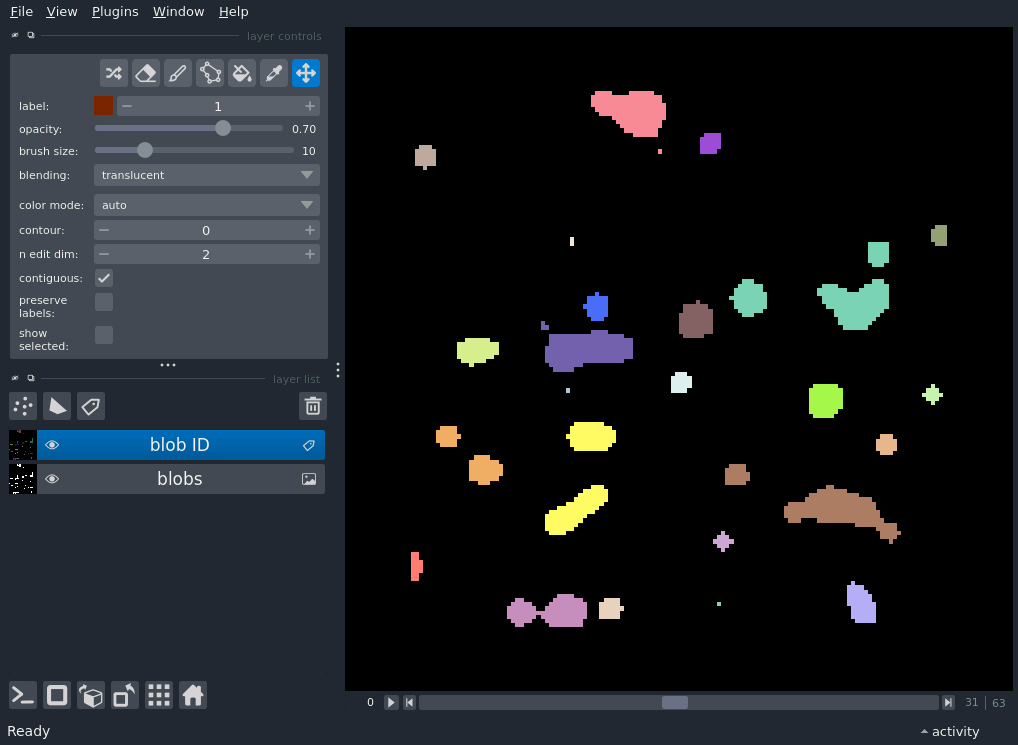 File View Plugins Window Help
layer controls
label: 1
opacity: 0.70
brush size: 10
blending: translucent
color mode: auto
contour: 0
n edit dim: 2
contiguous:
preserve
labels:
show
selected:
layer list
blob ID
blobs
0 31 | 63
Ready activity